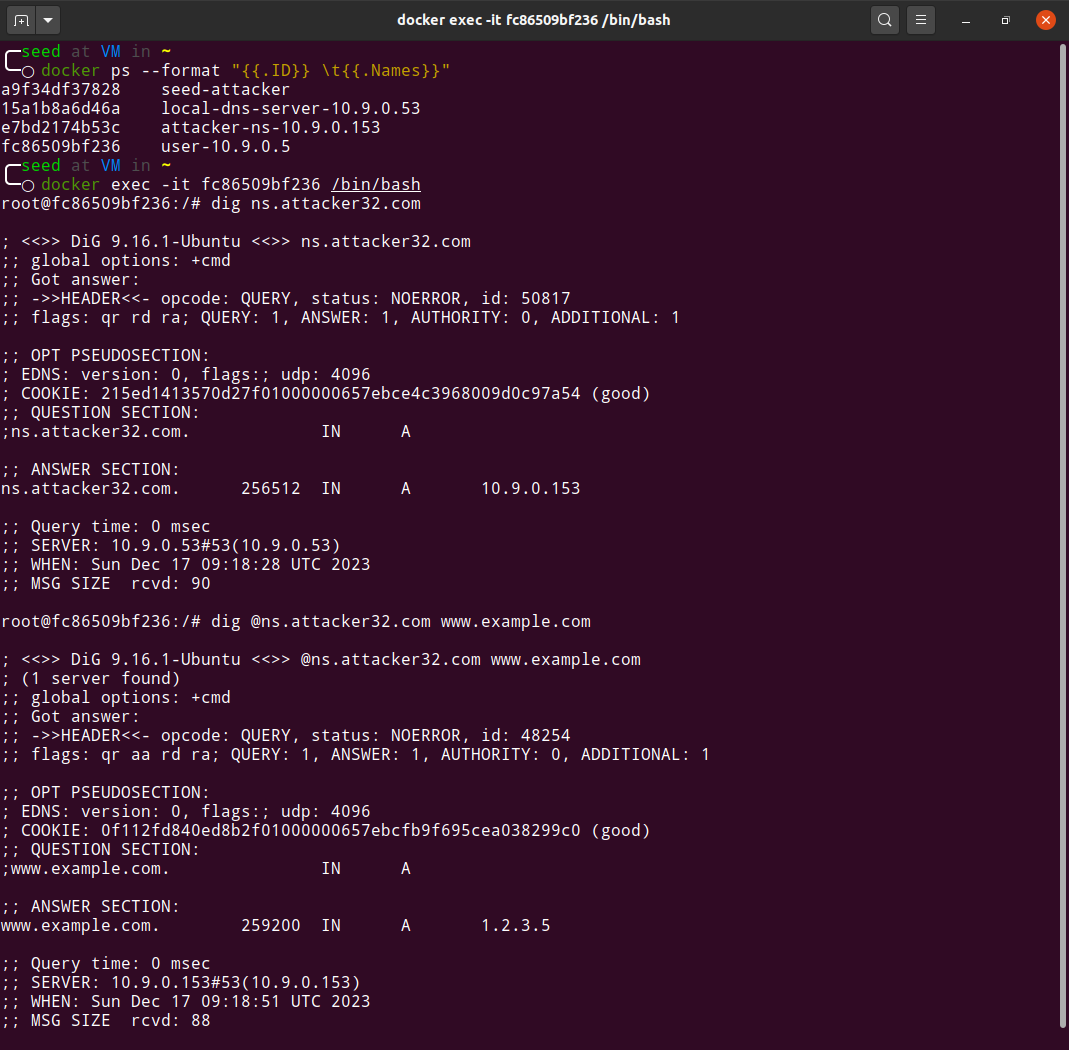 docker exec -it fc86509bf236 /bin/bash
seed at VM in ~
docker ps --format "{{.ID}} \t{{.Names}}"
a9f34df37828    seed-attacker
15a1b8a6d46a    local-dns-server-10.9.0.53
e7bd2174b53c    attacker-ns-10.9.0.153
fc86509bf236    user-10.9.0.5
seed at VM in ~
docker exec -it fc86509bf236 /bin/bash
root@fc86509bf236:/# dig ns.attacker32.com

; <<>> DiG 9.16.1-Ubuntu <<>> ns.attacker32.com
;; global options: +cmd
;; Got answer:
;; ->>HEADER<<- opcode: QUERY, status: NOERROR, id: 50817
;; flags: qr rd ra; QUERY: 1, ANSWER: 1, AUTHORITY: 0, ADDITIONAL: 1

;; OPT PSEUDOSECTION:
; EDNS: version: 0, flags:; udp: 4096
; COOKIE: 215ed1413570d27f01000000657ebce4c3968009d0c97a54 (good)
;; QUESTION SECTION:
;ns.attacker32.com.             IN      A

;; ANSWER SECTION:
ns.attacker32.com.      256512  IN      A       10.9.0.153

;; Query time: 0 msec
;; SERVER: 10.9.0.53#53(10.9.0.53)
;; WHEN: Sun Dec 17 09:18:28 UTC 2023
;; MSG SIZE  rcvd: 90

root@fc86509bf236:/# dig @ns.attacker32.com www.example.com

; <<>> DiG 9.16.1-Ubuntu <<>> @ns.attacker32.com www.example.com
; (1 server found)
;; global options: +cmd
;; Got answer:
;; ->>HEADER<<- opcode: QUERY, status: NOERROR, id: 48254
;; flags: qr aa rd ra; QUERY: 1, ANSWER: 1, AUTHORITY: 0, ADDITIONAL: 1

;; OPT PSEUDOSECTION:
; EDNS: version: 0, flags:; udp: 4096
; COOKIE: 0f112fd840ed8b2f01000000657ebcfb9f695cea038299c0 (good)
;; QUESTION SECTION:
;www.example.com.               IN      A

;; ANSWER SECTION:
www.example.com.        259200  IN      A       1.2.3.5

;; Query time: 0 msec
;; SERVER: 10.9.0.153#53(10.9.0.153)
;; WHEN: Sun Dec 17 09:18:51 UTC 2023
;; MSG SIZE  rcvd: 88